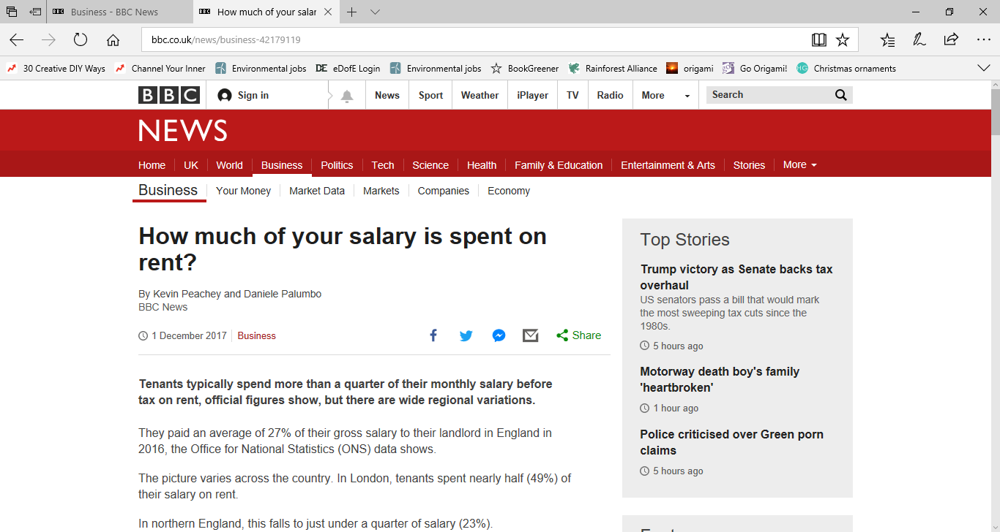 Business - BBC News
How much of your salar
bbc.co.uk/news/business-42179119
30 Creative DIY Ways
Channel Your Inner
Environmental jobs
DE eDofE Login
Environmental jobs
BookGreener
Rainforest Alliance
origami
Go Origami!
HG Christmas ornaments
BBC
Sign in
News
Sport
Weather
iPlayer
TV
Radio
More
Search
NEWS
Home
UK
World
Business
Politics
Tech
Science
Health
Family & Education
Entertainment & Arts
Stories
More
Business
Your Money
Market Data
Markets
Companies
Economy
How much of your salary is spent on
rent?
By Kevin Peachey and Daniele Palumbo
BBC News
1 December 2017
Business
Share
Tenants typically spend more than a quarter of their monthly salary before
tax on rent, official figures show, but there are wide regional variations.
They paid an average of 27% of their gross salary to their landlord in England in
2016, the Office for National Statistics (ONS) data shows.
The picture varies across the country. In London, tenants spent nearly half (49%) of
their salary on rent.
In northern England, this falls to just under a quarter of salary (23%).
Top Stories
Trump victory as Senate backs tax
overhaul
US senators pass a bill that would mark
the most sweeping tax cuts since the
1980s.
5 hours ago
Motorway death boy's family
'heartbroken'
1 hour ago
Police criticised over Green porn
claims
5 hours ago